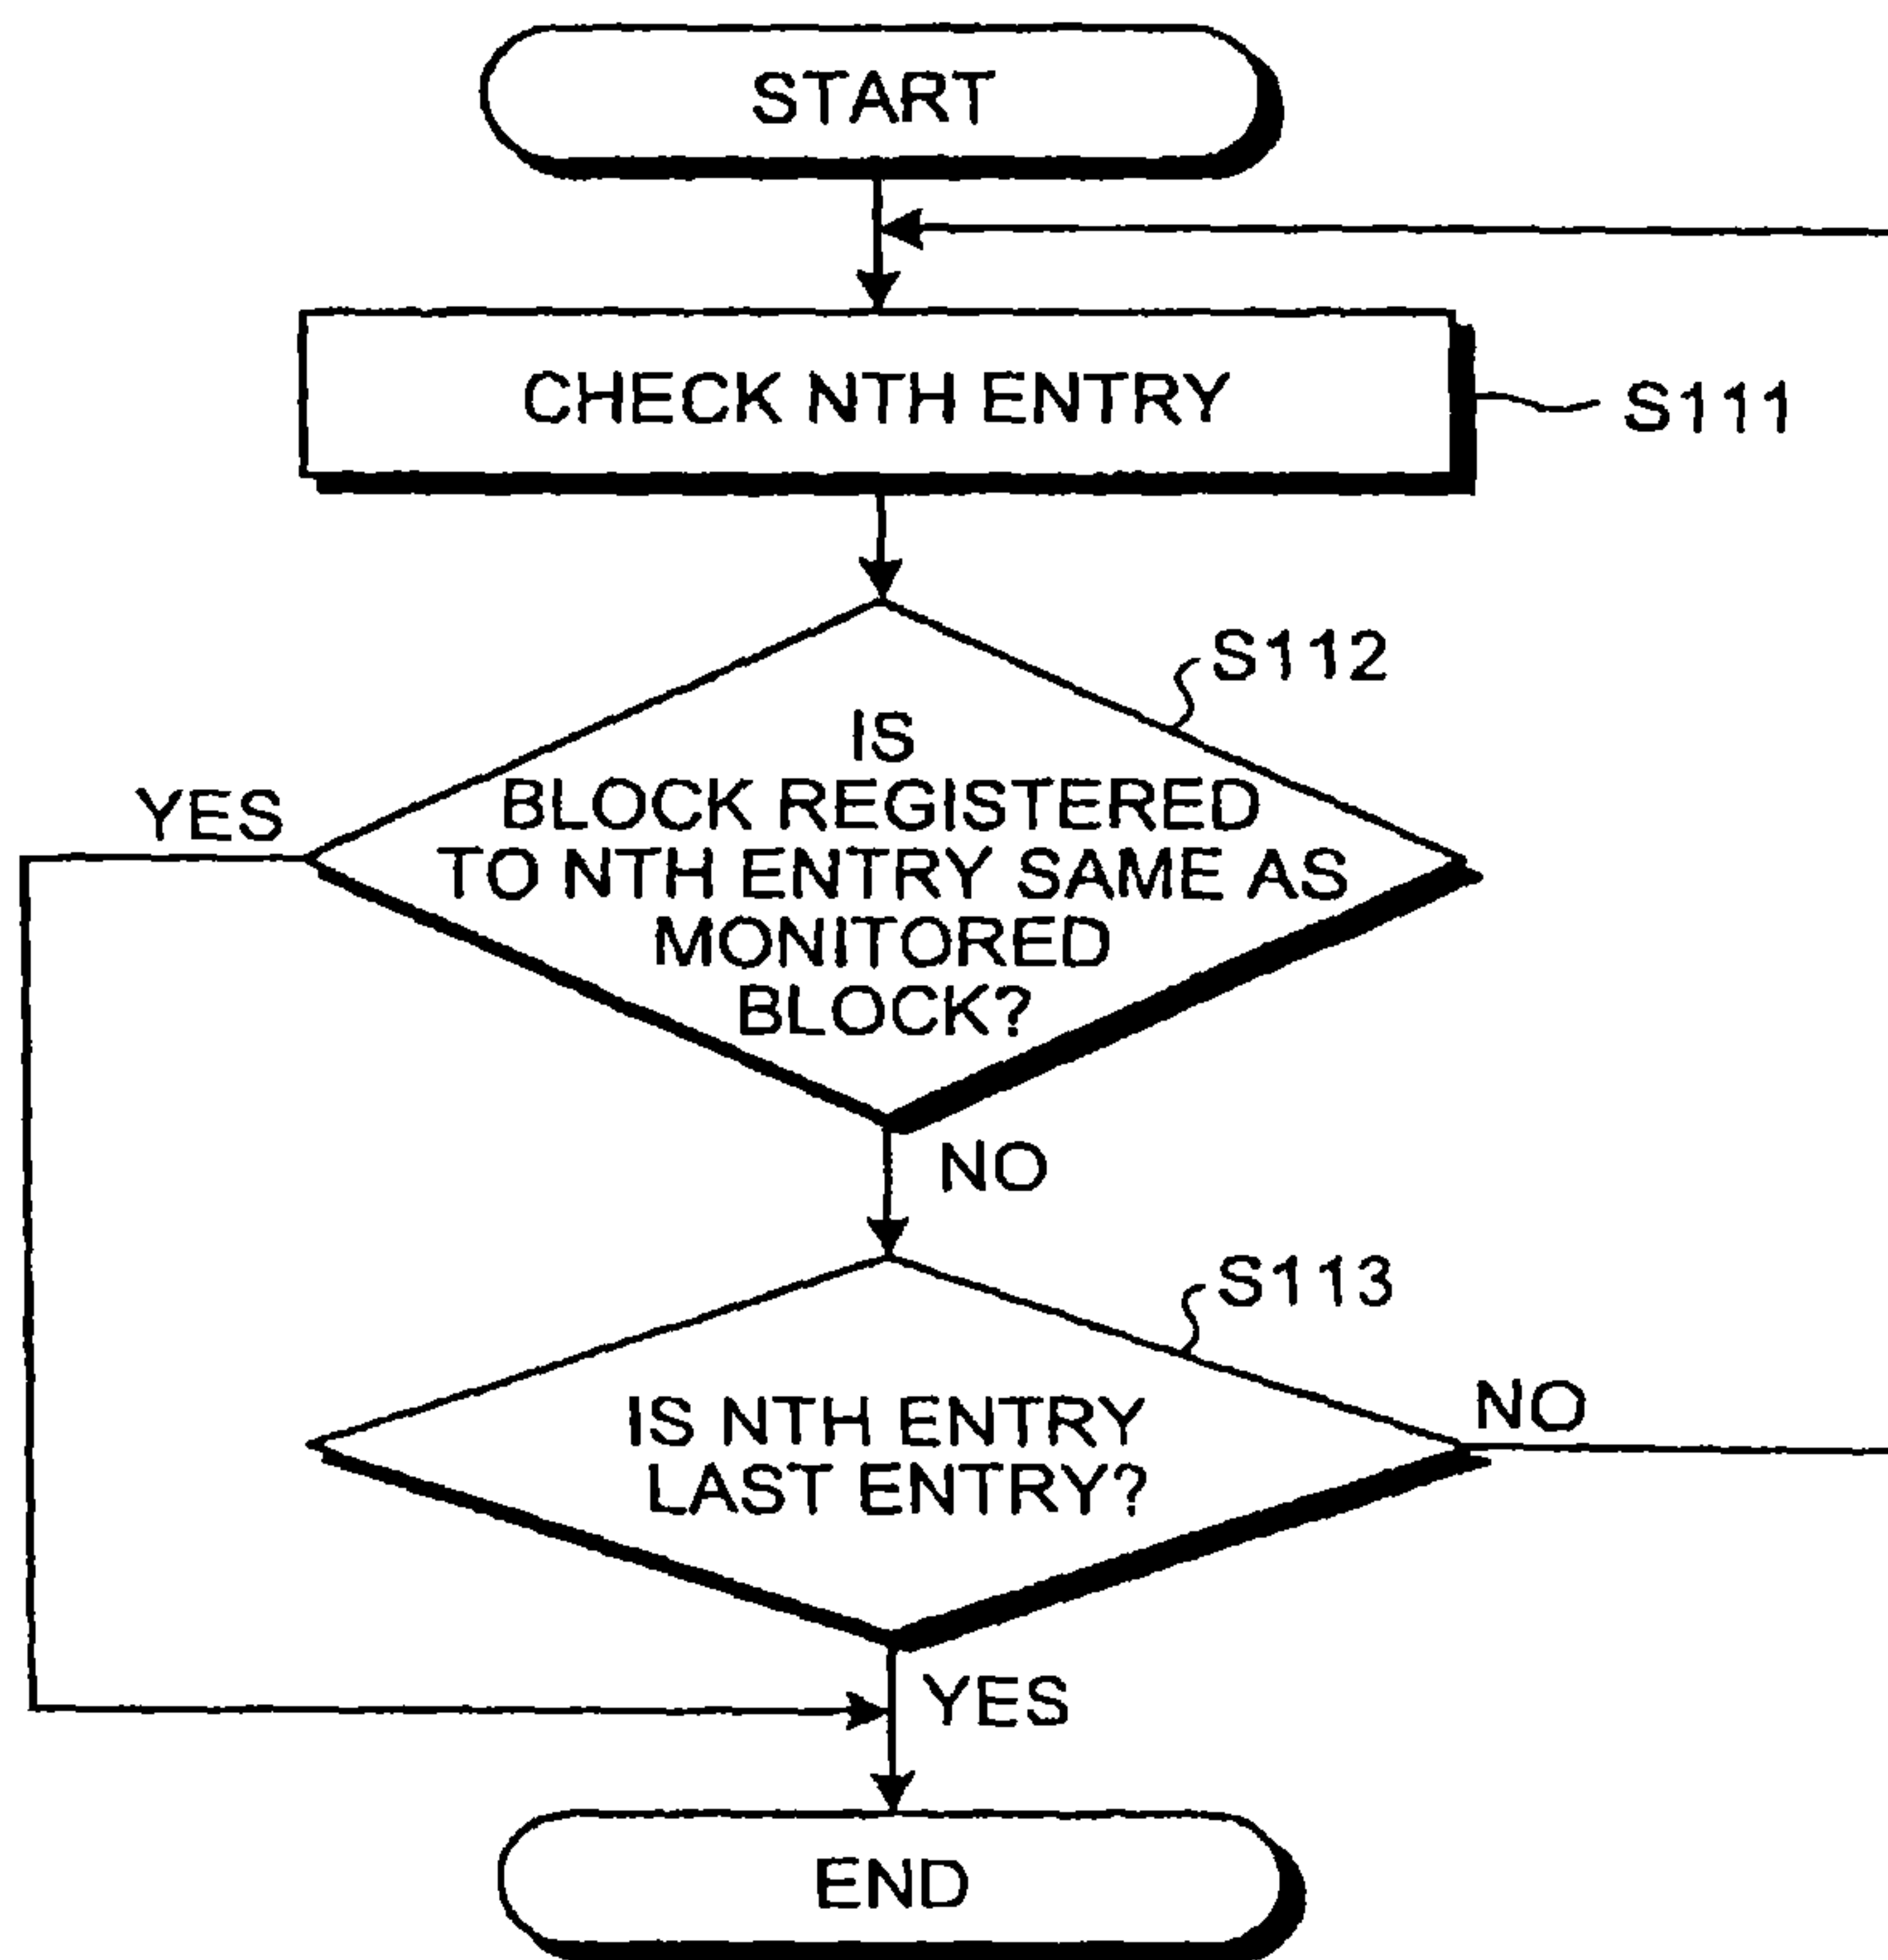 START
CHECK NTH ENTRY
S111
S112
IS
BLOCK REGISTERED
TO NTH ENTRY SAME AS
MONITORED
BLOCK?
YES
NO
S113
IS NTH ENTRY
LAST ENTRY?
NO
YES
END